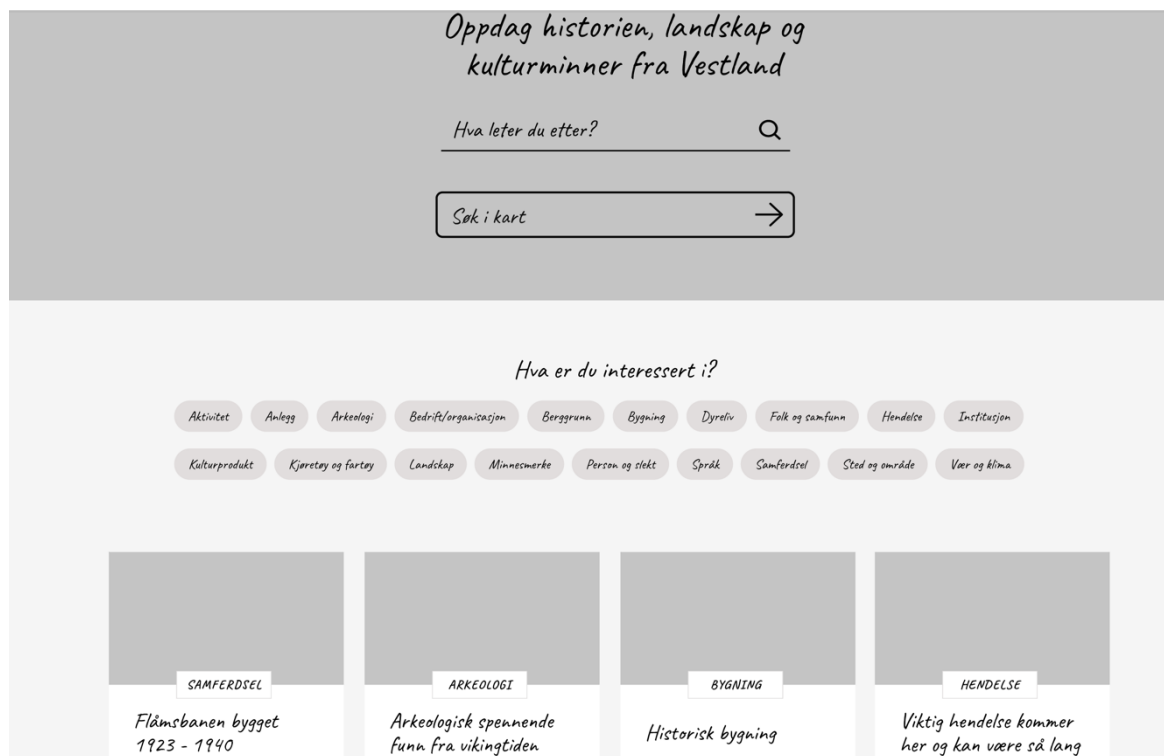 Oppdag historien, landskap og
kulturminner fra Vestland
Hva leter du etter?
Søk i kart
Hva er du interessert i?
Aktivitet Anlegg Arkeologi Bedrift/organisasjon Berggrunn Bygning Dyreliv Folk og samfunn Hendelse Institusjon
Kulturprodukt Kjøretøy og fartøy Landskap Minnesmerke Person og slekt Språk Samferdsel Sted og område Vær og klima
SAMFERDSEL
Flåmsbanen bygget
1923 - 1940
ARKEOLOGI
Arkeologisk spennende
funn fra vikingtiden
BYGNING
Historisk bygning
HENDELSE
Viktig hendelse kommer
her og kan være så lang